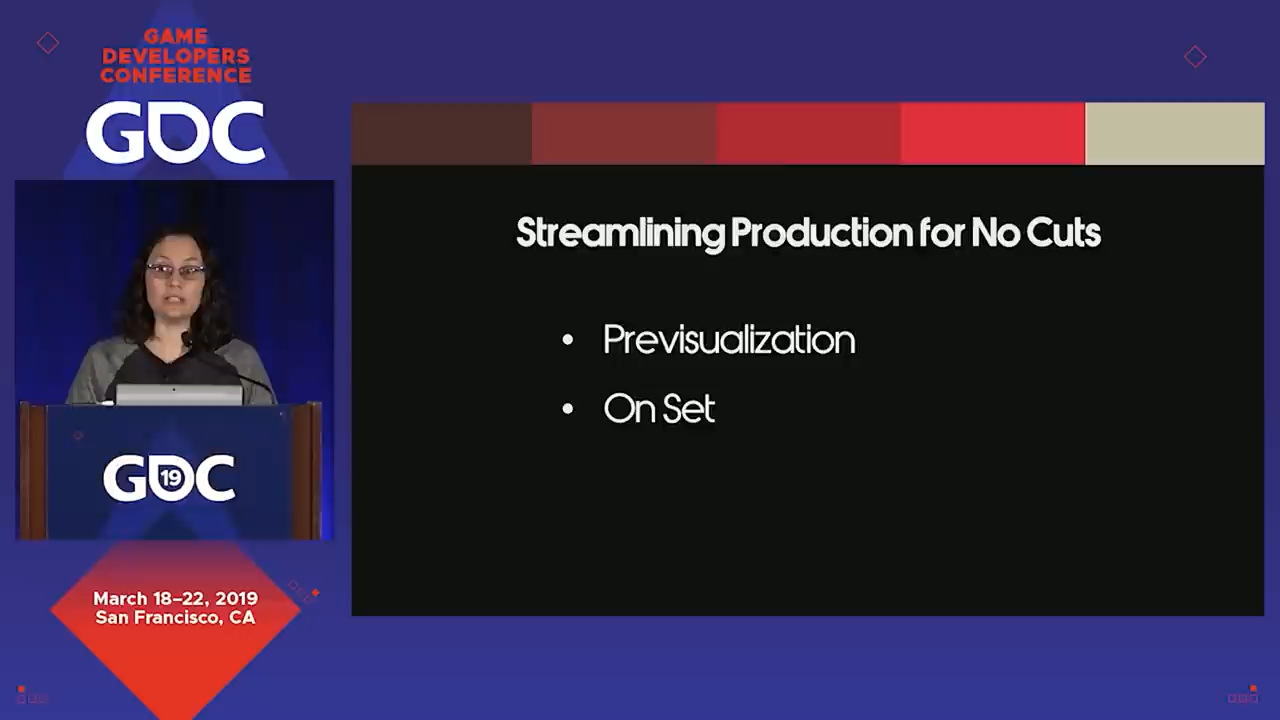 GAME
DEVELOPERS
CONFERENCE
GDC
Streamlining Production for No Cuts
• Previsualization
• On Set
GDC
19
March 18–22, 2019
San Francisco, CA